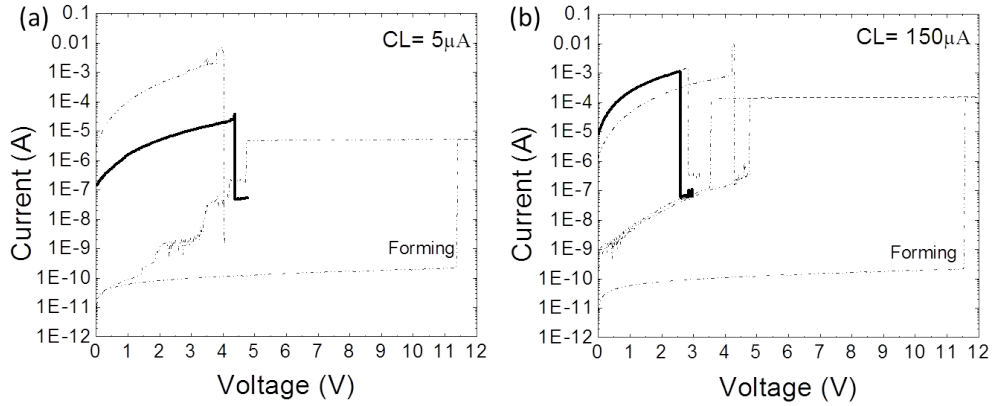 (a)
CL= 5μA
0.1
0.01
1E-3
1E-4
1E-5
1E-6
1E-7
1E-8
1E-9
1E-10
1E-11
1E-12
Current (A)
Forming
0 1 2 3 4 5 6 7 8 9 10 11 12
Voltage (V)
(b)
CL= 150μA
0.1
0.01
1E-3
1E-4
1E-5
1E-6
1E-7
1E-8
1E-9
1E-10
1E-11
1E-12
Current (A)
Forming
0 1 2 3 4 5 6 7 8 9 10 11 12
Voltage (V)